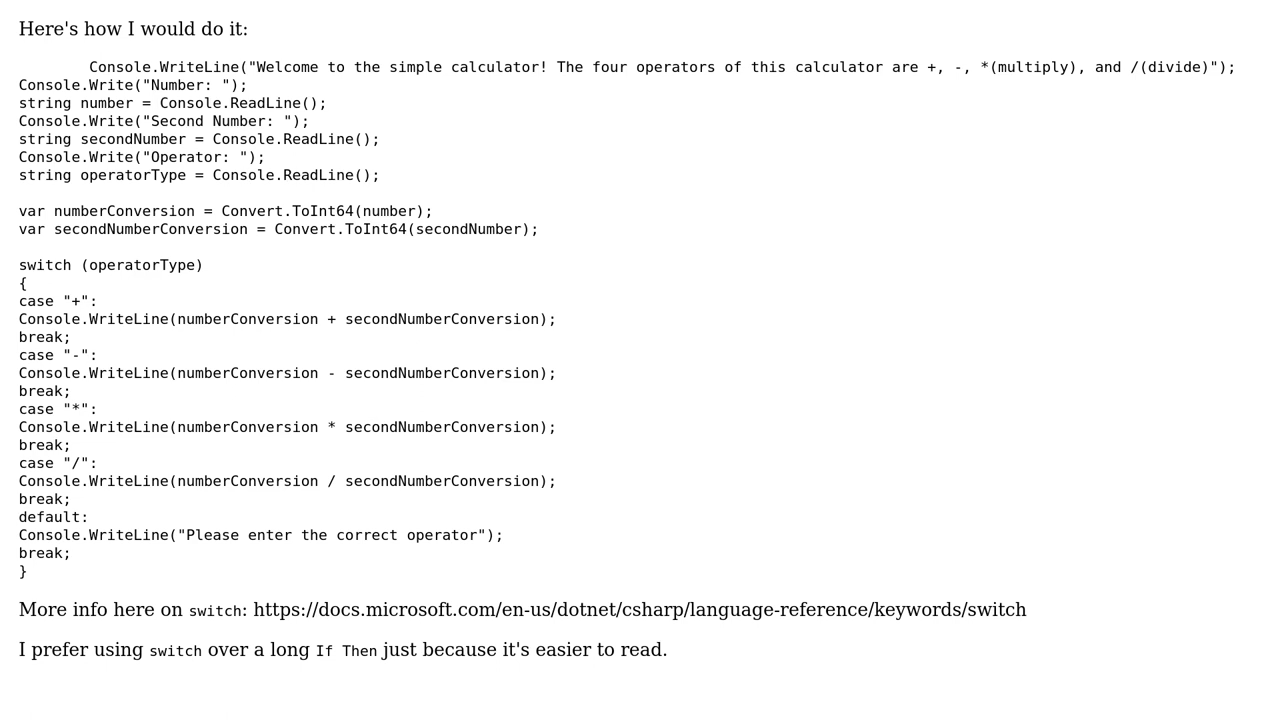 Here's how I would do it:
Console.WriteLine("Welcome to the simple calculator! The four operators of this calculator are +, -, *(multiply), and /(divide)");
Console.Write("Number: ");
string number = Console.ReadLine();
Console.Write("Second Number: ");
string secondNumber = Console.ReadLine();
Console.Write("Operator: ");
string operatorType = Console.ReadLine();
var numberConversion = Convert.ToInt64(number);
var secondNumberConversion = Convert.ToInt64(secondNumber);
switch (operatorType)
{
case "+":
Console.WriteLine(numberConversion + secondNumberConversion);
break;
case "-":
Console.WriteLine(numberConversion - secondNumberConversion);
break;
case "*":
Console.WriteLine(numberConversion * secondNumberConversion);
break;
case "/":
Console.WriteLine(numberConversion / secondNumberConversion);
break;
default:
Console.WriteLine("Please enter the correct operator");
break;
}
More info here on switch: https://docs.microsoft.com/en-us/dotnet/csharp/language-reference/keywords/switch
I prefer using switch over a long If Then just because it's easier to read.